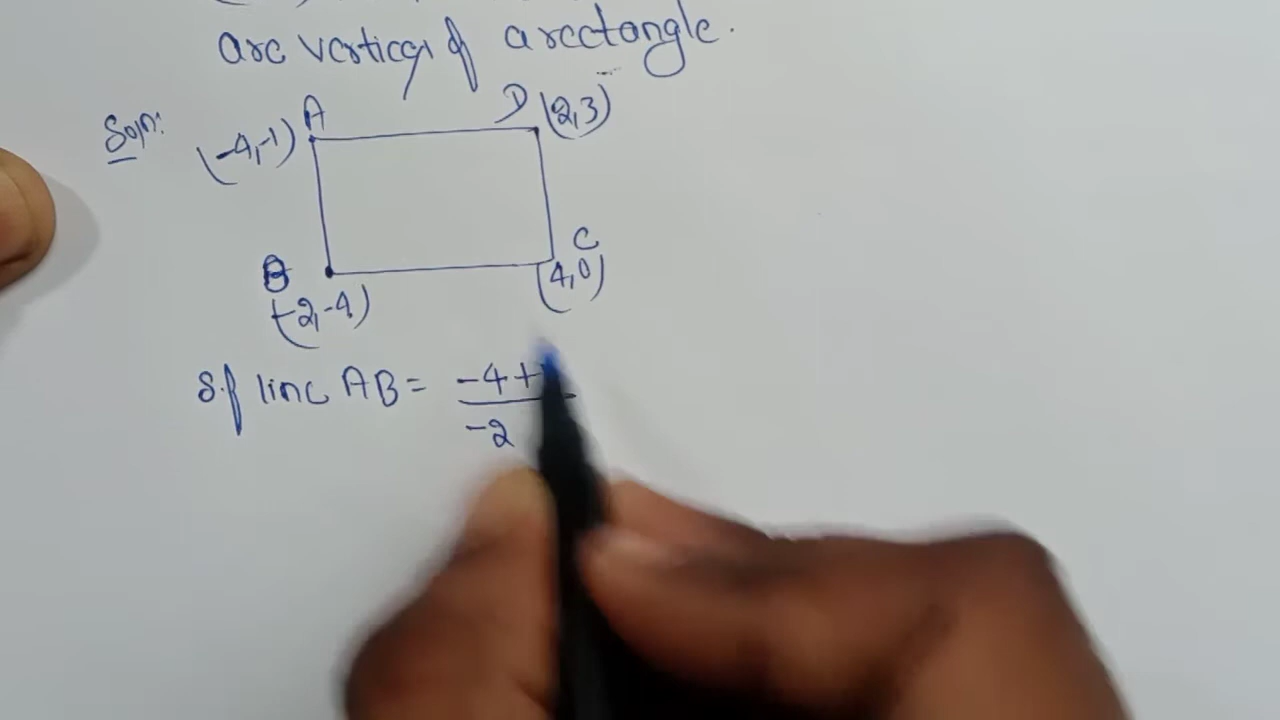 are vertices of a rectangle.
Soln:
A
D (2,3)
(-4,-1)
C
B
(4,0)
(-2,-4)
S.f line AB = -4+
-2